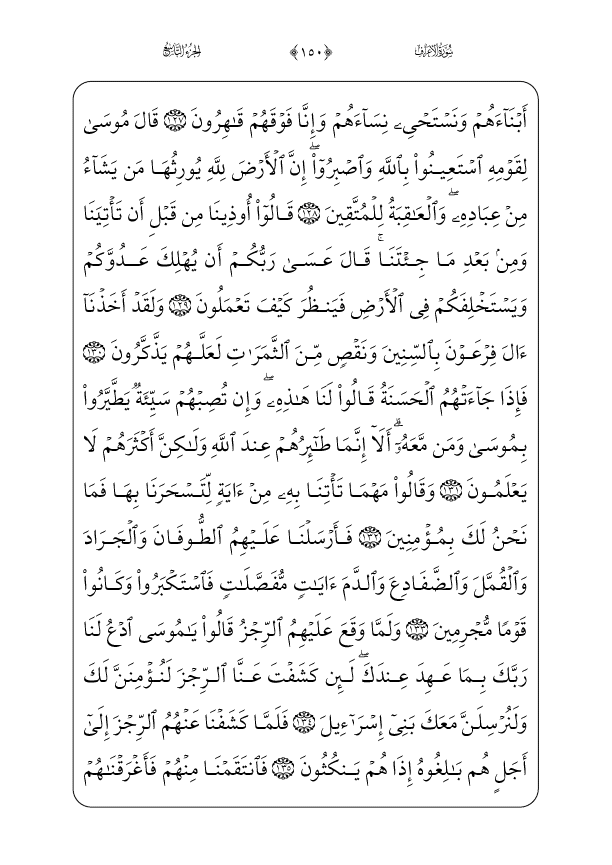 سُورَةُ الأَعْرَافِ ﴿١٥٠﴾ الجُزْءُ التَّاسِعُ
أَبۡنَآءَهُمۡ وَنَسۡتَحۡيِۦ نِسَآءَهُمۡ وَإِنَّا فَوۡقَهُمۡ قَٰهِرُونَ ١٢٧ قَالَ مُوسَىٰ
لِقَوۡمِهِ ٱسۡتَعِينُواْ بِٱللَّهِ وَٱصۡبِرُوٓاْۖ إِنَّ ٱلۡأَرۡضَ لِلَّهِ يُورِثُهَا مَن يَشَآءُ
مِنۡ عِبَادِهِۦۖ وَٱلۡعَٰقِبَةُ لِلۡمُتَّقِينَ ١٢٨ قَالُوٓاْ أُوذِينَا مِن قَبۡلِ أَن تَأۡتِيَنَا
وَمِنۢ بَعۡدِ مَا جِئۡتَنَاۚ قَالَ عَسَىٰ رَبُّكُمۡ أَن يُهۡلِكَ عَدُوَّكُمۡ
وَيَسۡتَخۡلِفَكُمۡ فِي ٱلۡأَرۡضِ فَيَنظُرَ كَيۡفَ تَعۡمَلُونَ ١٢٩ وَلَقَدۡ أَخَذۡنَآ
ءَالَ فِرۡعَوۡنَ بِٱلسِّنِينَ وَنَقۡصٖ مِّنَ ٱلثَّمَرَٰتِ لَعَلَّهُمۡ يَذَّكَّرُونَ ١٣٠
فَإِذَا جَآءَتۡهُمُ ٱلۡحَسَنَةُ قَالُواْ لَنَا هَٰذِهِۦۖ وَإِن تُصِبۡهُمۡ سَيِّئَةٞ يَطَّيَّرُواْ
بِمُوسَىٰ وَمَن مَّعَهُۥٓۗ أَلَآ إِنَّمَا طَٰٓئِرُهُمۡ عِندَ ٱللَّهِ وَلَٰكِنَّ أَكۡثَرَهُمۡ لَا
يَعۡلَمُونَ ١٣١ وَقَالُواْ مَهۡمَا تَأۡتِنَا بِهِۦ مِنۡ ءَايَةٖ لِّتَسۡحَرَنَا بِهَا فَمَا
نَحۡنُ لَكَ بِمُؤۡمِنِينَ ١٣٢ فَأَرۡسَلۡنَا عَلَيۡهِمُ ٱلطُّوفَانَ وَٱلۡجَرَادَ
وَٱلۡقُمَّلَ وَٱلضَّفَادِعَ وَٱلدَّمَ ءَايَٰتٖ مُّفَصَّلَٰتٖ فَٱسۡتَكۡبَرُواْ وَكَانُواْ
قَوۡمٗا مُّجۡرِمِينَ ١٣٣ وَلَمَّا وَقَعَ عَلَيۡهِمُ ٱلرِّجۡزُ قَالُواْ يَٰمُوسَى ٱدۡعُ لَنَا
رَبَّكَ بِمَا عَهِدَ عِندَكَۖ لَئِن كَشَفۡتَ عَنَّا ٱلرِّجۡزَ لَنُؤۡمِنَنَّ لَكَ
وَلَنُرۡسِلَنَّ مَعَكَ بَنِيٓ إِسۡرَٰٓءِيلَ ١٣٤ فَلَمَّا كَشَفۡنَا عَنۡهُمُ ٱلرِّجۡزَ إِلَىٰٓ
أَجَلٍ هُم بَٰلِغُوهُ إِذَا هُمۡ يَنكُثُونَ ١٣٥ فَٱنتَقَمۡنَا مِنۡهُمۡ فَأَغۡرَقۡنَٰهُمۡ